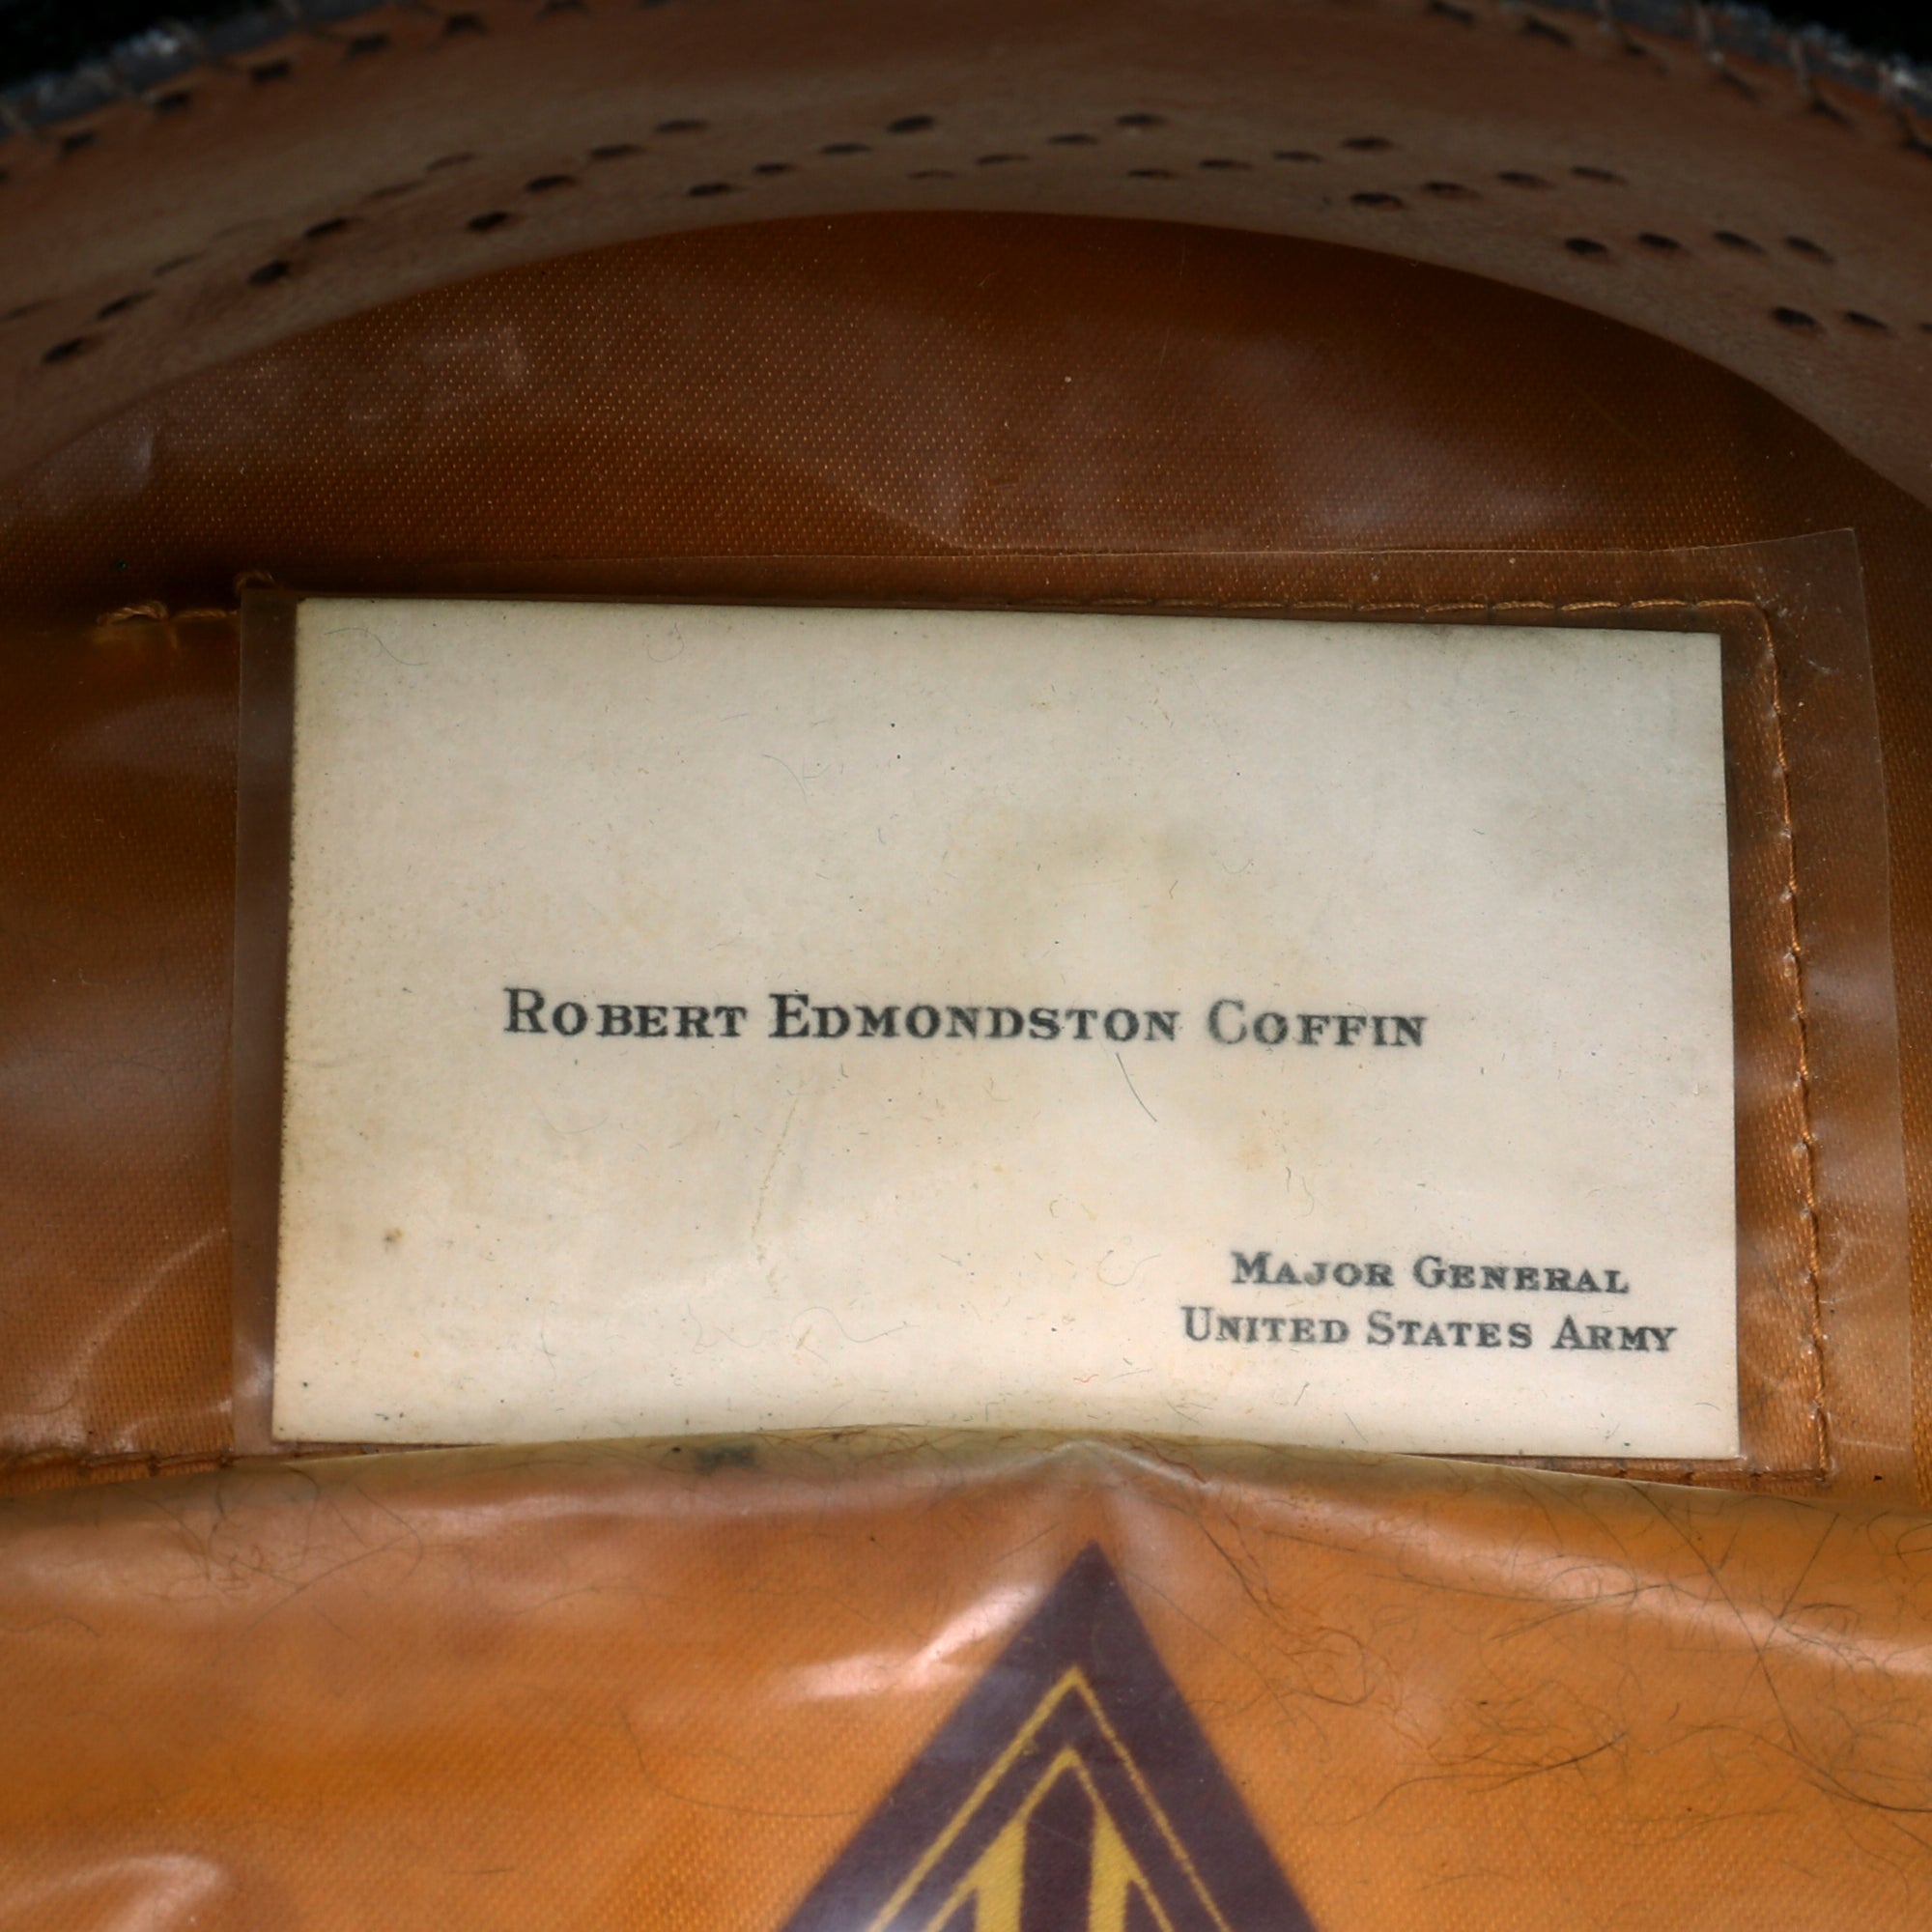 ROBERT EDMONDSTON COFFIN
MAJOR GENERAL
UNITED STATES ARMY